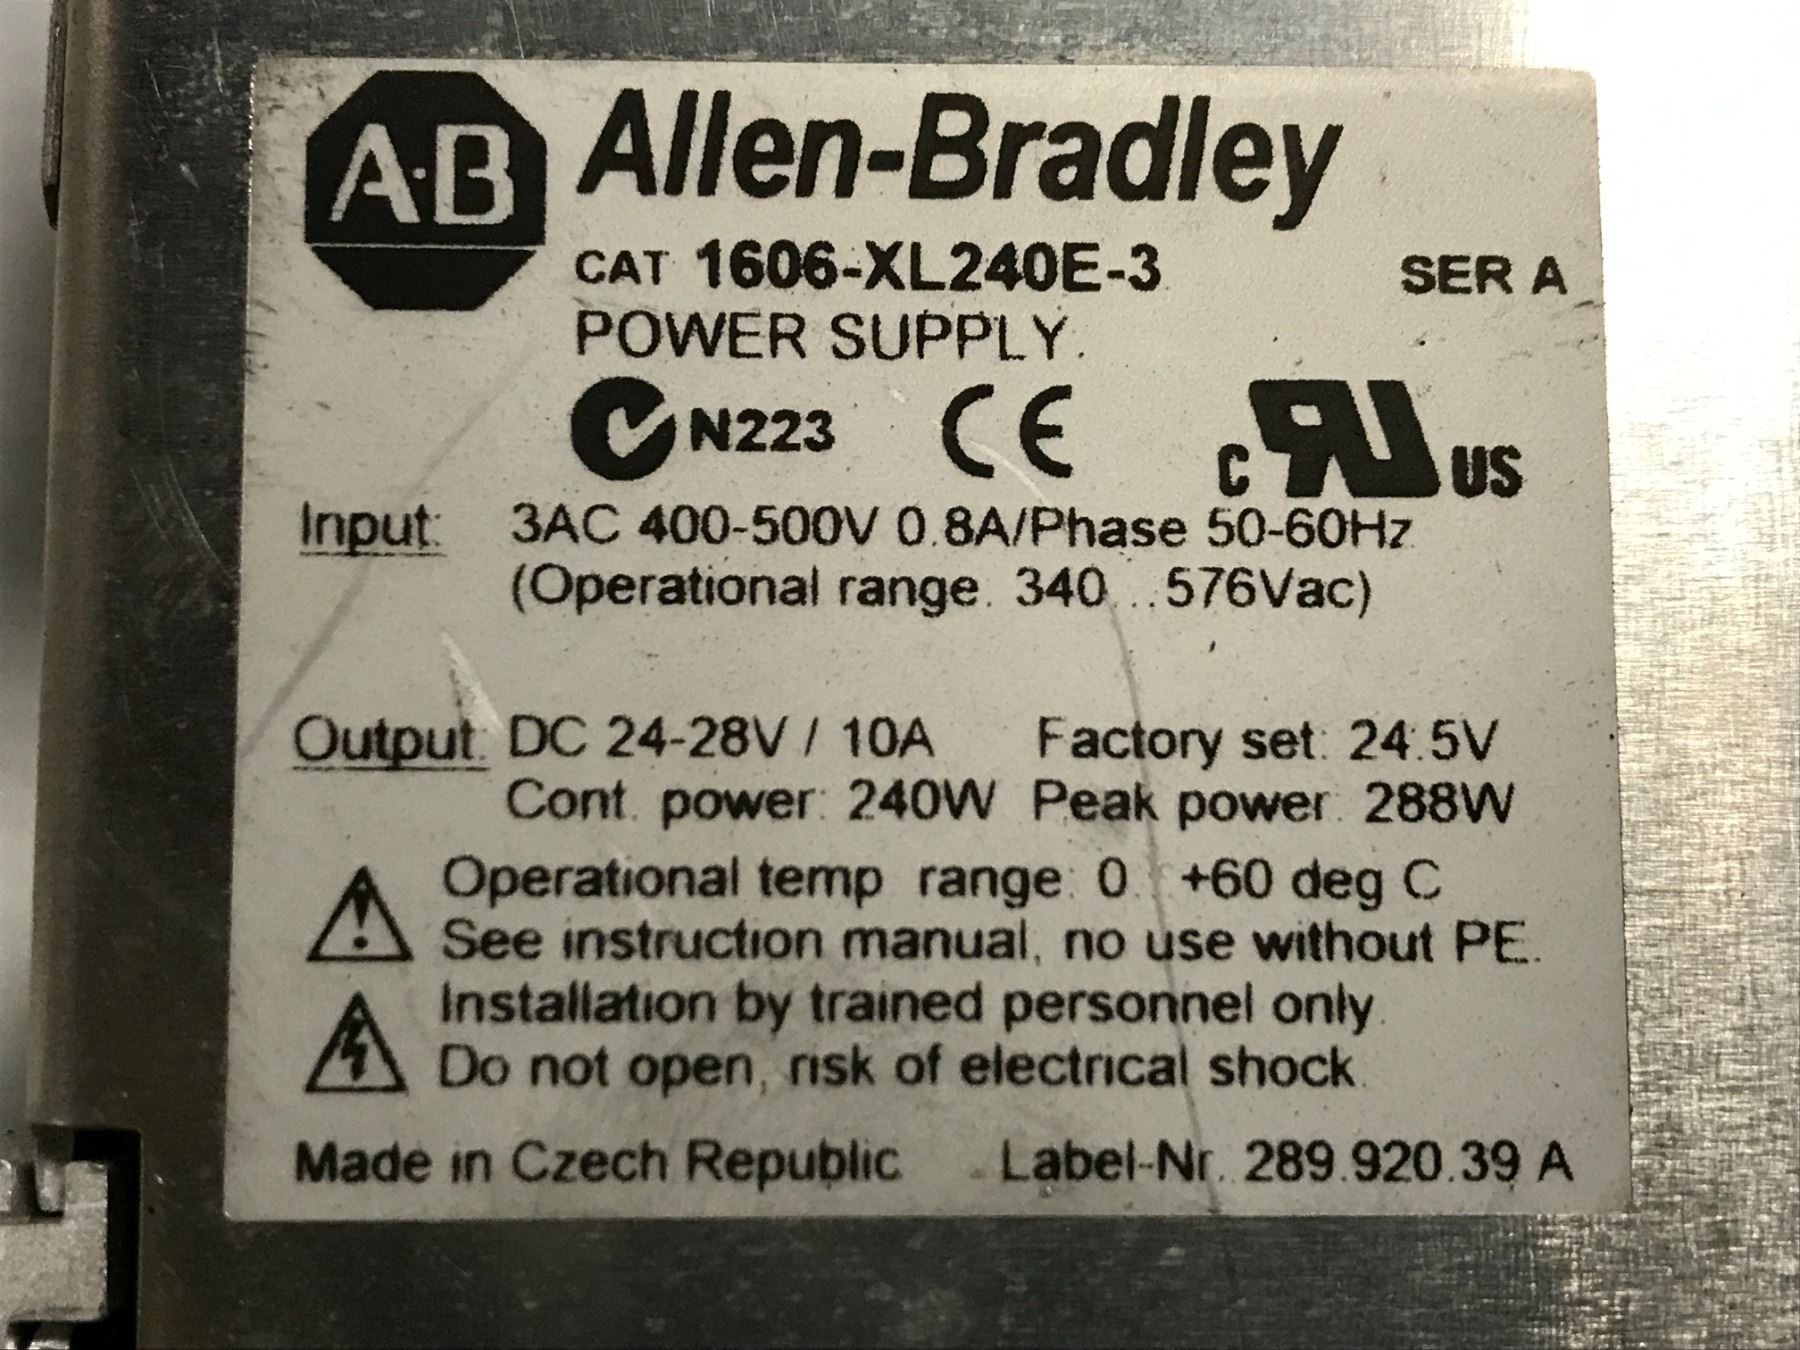 A·B Allen-Bradley
CAT 1606-XL240E-3 SER A
POWER SUPPLY
N223 CE c RU US
Input: 3AC 400-500V 0.8A/Phase 50-60Hz
(Operational range. 340...576Vac)
Output: DC 24-28V / 10A Factory set: 24.5V
Cont. power: 240W Peak power: 288W
Operational temp range: 0...+60 deg C
See instruction manual, no use without PE.
Installation by trained personnel only.
Do not open, risk of electrical shock.
Made in Czech Republic Label-Nr. 289.920.39 A